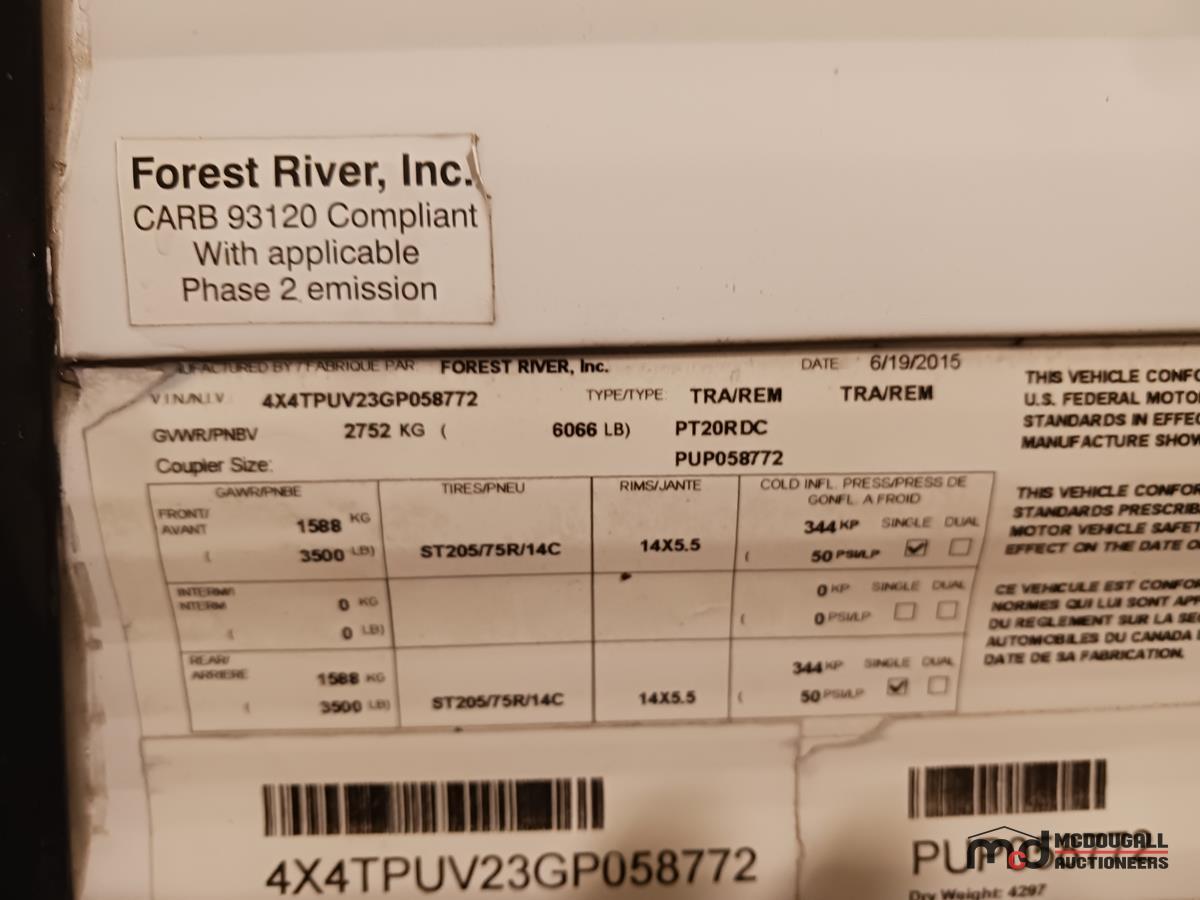 Forest River, Inc.
CARB 93120 Compliant
With applicable
Phase 2 emission
UFACTURED BY / FABRIQUE PAR FOREST RIVER, Inc. DATE 6/19/2015
V.I.N/N.I.V 4X4TPUV23GP058772 TYPE/TYPE TRA/REM TRA/REM
GVWR/PNBV 2752 KG ( 6066 LB) PT20RDC
Coupler Size: PUP058772
GAWR/PNBE TIRES/PNEU RIMS/JANTE COLD INFL. PRESS/PRESS DE
GONFL. A FROID
FRONT/
AVANT 1588 KG 344 KP SINGLE DUAL
( 3500 LB) ST205/75R/14C 14X5.5 ( 50 PSI/LP
INTERM/
INTERM 0 KG 0 KP SINGLE DUAL
( 0 LB) ( 0 PSI/LP
REAR/
ARRIERE 1588 KG 344 KP SINGLE DUAL
( 3500 LB) ST205/75R/14C 14X5.5 ( 50 PSI/LP
THIS VEHICLE CONFO
U.S. FEDERAL MOTO
STANDARDS IN EFFEC
MANUFACTURE SHOW
THIS VEHICLE CONFOR
STANDARDS PRESCRIB
MOTOR VEHICLE SAFET
EFFECT ON THE DATE O
CE VEHICULE EST CONFOR
NORMES QUI LUI SONT APP
DU REGLEMENT SUR LA SE
AUTOMOBILES DU CANADA
DATE DE SA FABRICATION.
4X4TPUV23GP058772
PUP058772
Dry Weight: 4297
mcd MCDOUGALL
AUCTIONEERS